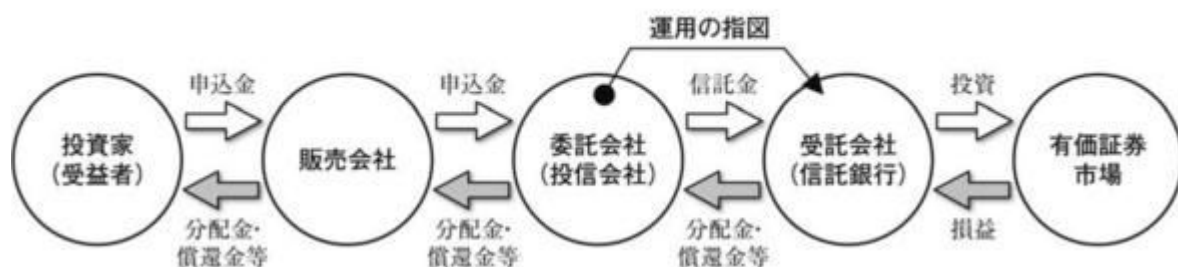 運用の指図
申込金
申込金
信託金
投資
投資家
（受益者）
販売会社
委託会社
（投信会社）
受託会社
（信託銀行）
有価証券
市場
分配金・
償還金等
分配金・
償還金等
分配金・
償還金等
損益